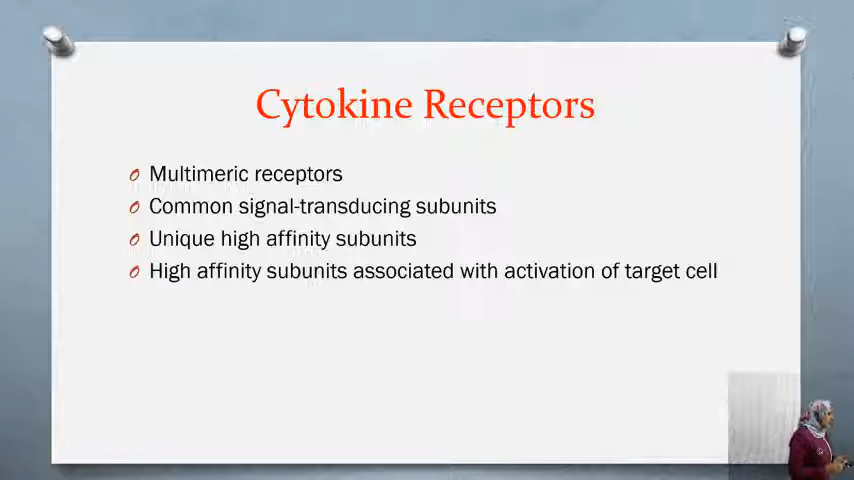 Cytokine Receptors
Multimeric receptors
Common signal-transducing subunits
Unique high affinity subunits
High affinity subunits associated with activation of target cell